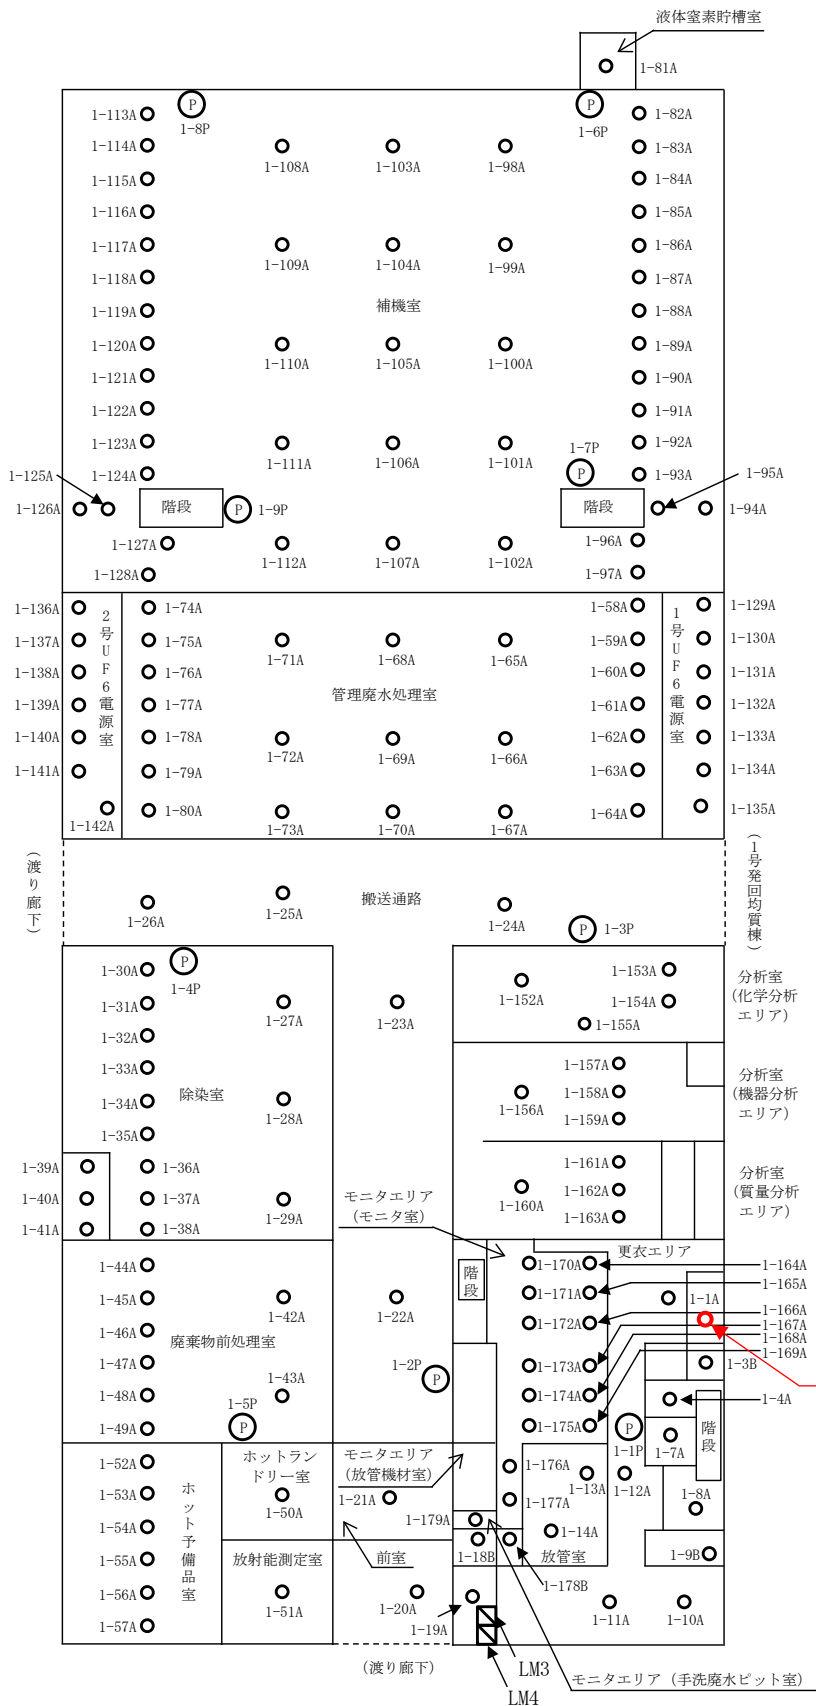 液体窒素貯槽室
1-81A
1-113A
P
1-8P
P
1-6P
1-82A
1-114A
1-108A
1-103A
1-98A
1-83A
1-115A
1-84A
1-116A
1-85A
1-117A
1-109A
1-104A
1-99A
1-86A
1-118A
1-87A
1-119A
補機室
1-88A
1-120A
1-110A
1-105A
1-100A
1-89A
1-121A
1-90A
1-122A
1-91A
1-123A
1-111A
1-106A
1-101A
1-7P
P
1-92A
1-124A
1-93A
1-125A
1-95A
1-126A
階段
P
1-9P
階段
1-94A
1-127A
1-112A
1-107A
1-102A
1-96A
1-128A
1-97A
1-136A
2号UF6電源室
1-74A
1-58A
1号UF6電源室
1-129A
1-137A
1-75A
1-71A
1-68A
1-65A
1-59A
1-130A
1-138A
1-76A
1-60A
1-131A
管理廃水処理室
1-139A
1-77A
1-61A
1-132A
1-140A
1-78A
1-72A
1-69A
1-66A
1-62A
1-133A
1-141A
1-79A
1-63A
1-134A
1-142A
1-80A
1-73A
1-70A
1-67A
1-64A
1-135A
(渡り廊下)
(1号発回均質棟)
1-26A
1-25A
搬送通路
1-24A
P
1-3P
1-30A
P
1-4P
1-153A
分析室
(化学分析
エリア)
1-31A
1-27A
1-23A
1-152A
1-154A
1-32A
1-155A
1-33A
1-157A
分析室
(機器分析
エリア)
1-34A
除染室
1-28A
1-156A
1-158A
1-35A
1-159A
1-39A
1-36A
1-161A
分析室
(質量分析
エリア)
1-40A
1-37A
1-29A
モニタエリア
(モニタ室)
1-160A
1-162A
1-41A
1-38A
1-163A
更衣エリア
1-44A
階段
1-170A
1-164A
1-45A
1-42A
1-22A
1-171A
1-1A
1-165A
1-46A
廃棄物前処理室
1-172A
1-166A
1-167A
1-168A
1-169A
1-47A
1-43A
1-2P
P
1-173A
1-3B
1-48A
1-5P
P
1-174A
1-4A
1-49A
1-175A
P
1-1P
1-7A
階段
1-52A
ホットラン
ドリー室
モニタエリア
(放管機材室)
1-176A
1-13A
1-12A
1-53A
ホット予備品室
1-50A
1-21A
1-177A
1-8A
1-54A
1-179A
1-14A
1-55A
放射能測定室
前室
1-18B
放管室
1-9B
1-56A
1-51A
1-20A
1-178B
1-11A
1-10A
1-57A
1-19A
(渡り廊下)
LM3
モニタエリア(手洗廃水ピット室)
LM4